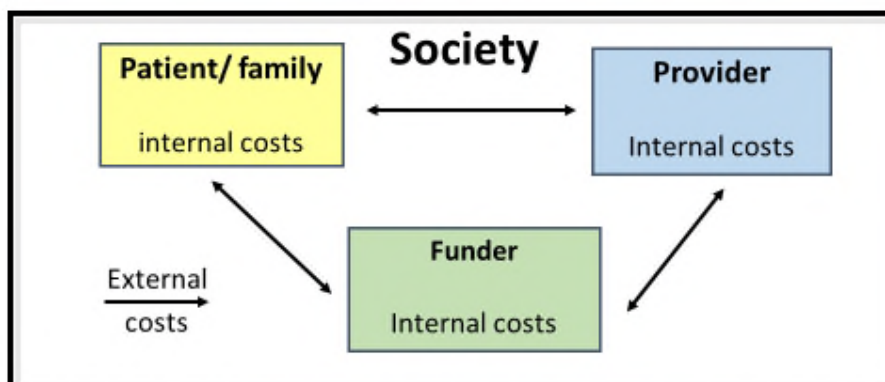 Society
Patient/ family
internal costs
Provider
Internal costs
Funder
Internal costs
External
costs